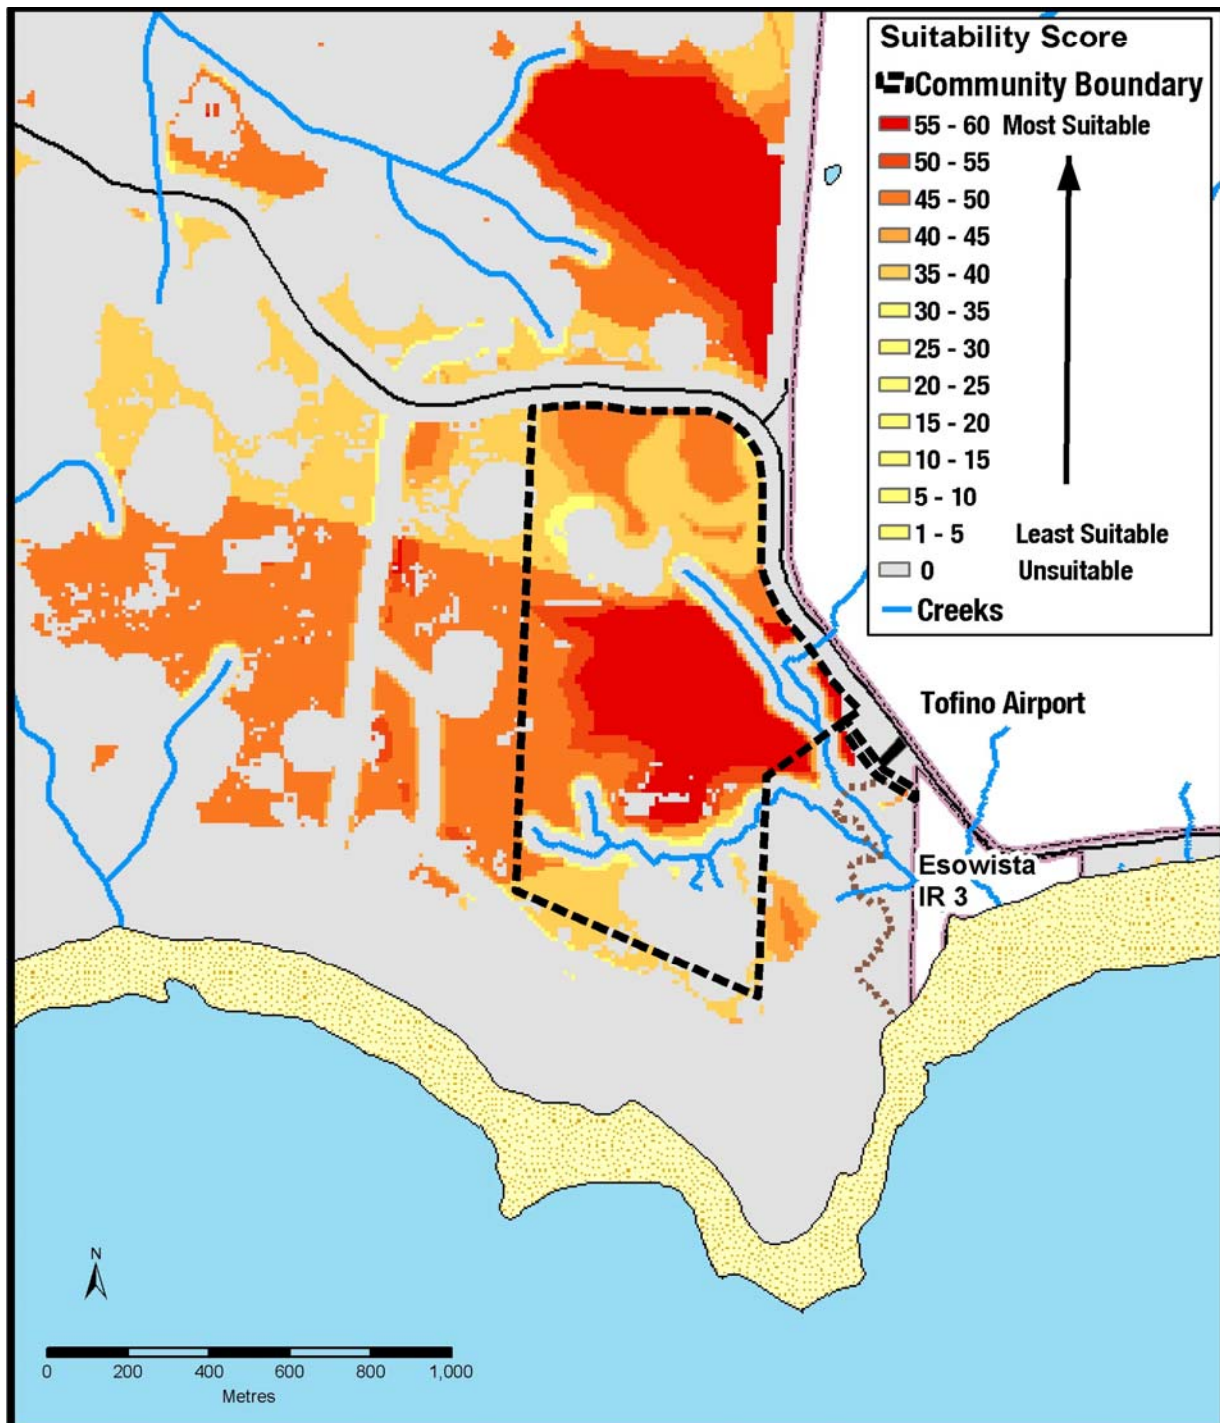 Suitability Score
Community Boundary
55 - 60 Most Suitable
50 - 55
45 - 50
40 - 45
35 - 40
30 - 35
25 - 30
20 - 25
15 - 20
10 - 15
5 - 10
1 - 5 Least Suitable
0 Unsuitable
Creeks
Tofino Airport
Esowista
IR 3
N
0 200 400 600 800 1,000
Metres